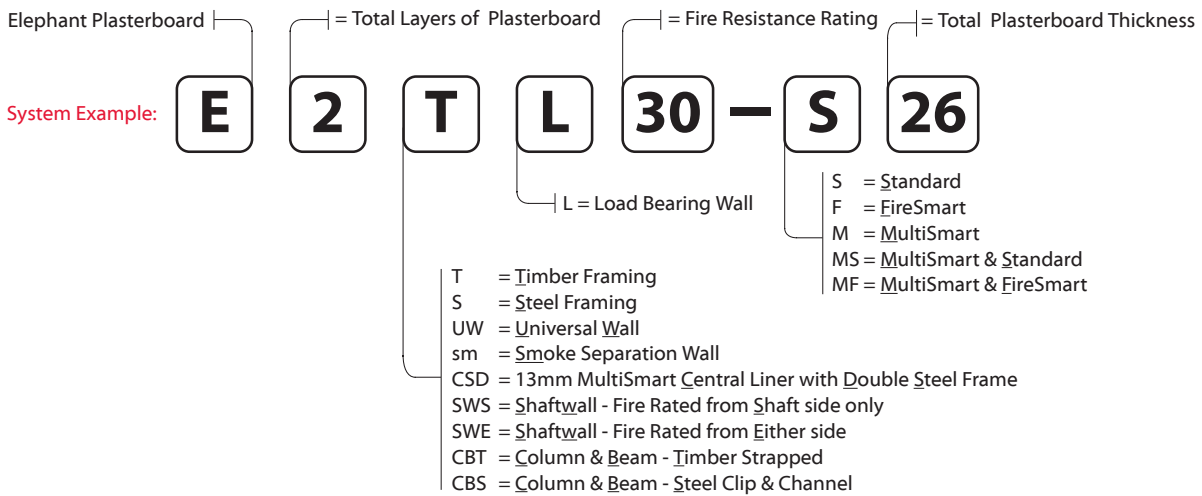 Elephant Plasterboard
= Total Layers of Plasterboard
= Fire Resistance Rating
= Total Plasterboard Thickness
System Example:
E 2 T L 30 – S 26
L = Load Bearing Wall
S = Standard
F = FireSmart
M = MultiSmart
MS = MultiSmart & Standard
MF = MultiSmart & FireSmart
T = Timber Framing
S = Steel Framing
UW = Universal Wall
sm = Smoke Separation Wall
CSD = 13mm MultiSmart Central Liner with Double Steel Frame
SWS = Shaftwall - Fire Rated from Shaft side only
SWE = Shaftwall - Fire Rated from Either side
CBT = Column & Beam - Timber Strapped
CBS = Column & Beam - Steel Clip & Channel